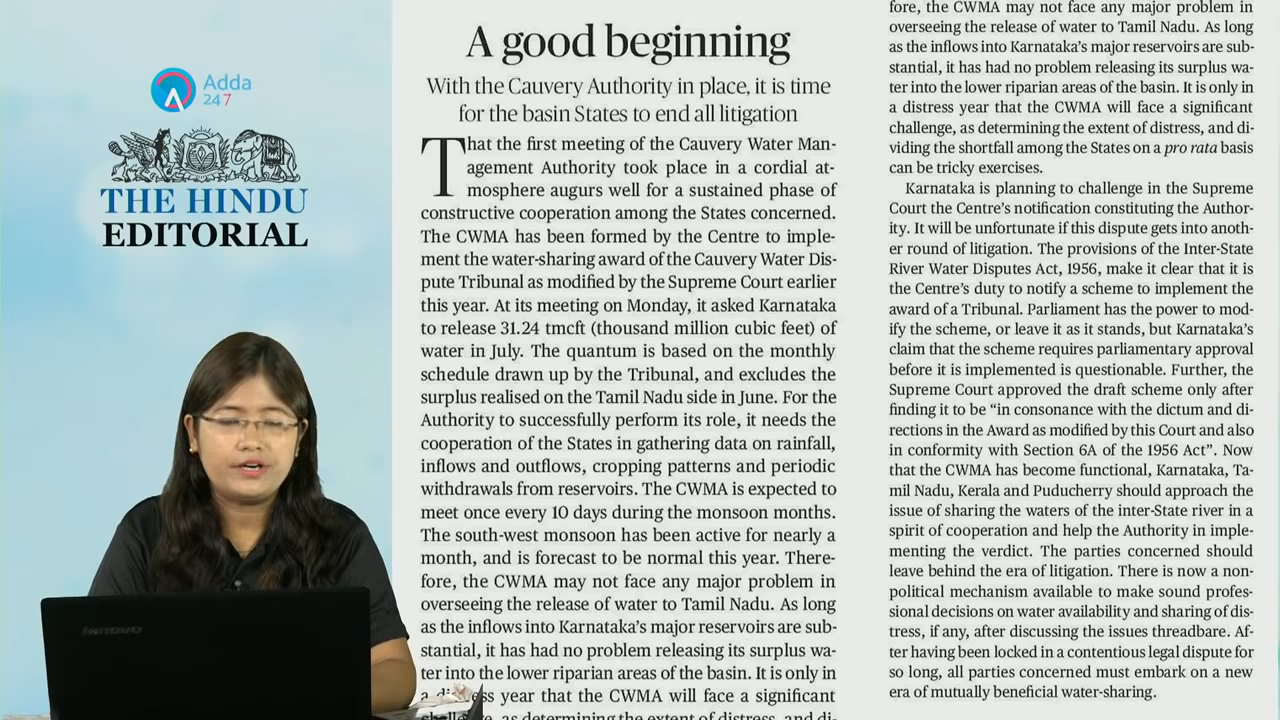 Adda
247
THE HINDU
EDITORIAL
lenovo
A good beginning
With the Cauvery Authority in place, it is time
for the basin States to end all litigation
That the first meeting of the Cauvery Water Man-
agement Authority took place in a cordial at-
mosphere augurs well for a sustained phase of
constructive cooperation among the States concerned.
The CWMA has been formed by the Centre to imple-
ment the water-sharing award of the Cauvery Water Dis-
pute Tribunal as modified by the Supreme Court earlier
this year. At its meeting on Monday, it asked Karnataka
to release 31.24 tmcft (thousand million cubic feet) of
water in July. The quantum is based on the monthly
schedule drawn up by the Tribunal, and excludes the
surplus realised on the Tamil Nadu side in June. For the
Authority to successfully perform its role, it needs the
cooperation of the States in gathering data on rainfall,
inflows and outflows, cropping patterns and periodic
withdrawals from reservoirs. The CWMA is expected to
meet once every 10 days during the monsoon months.
The south-west monsoon has been active for nearly a
month, and is forecast to be normal this year. There-
fore, the CWMA may not face any major problem in
overseeing the release of water to Tamil Nadu. As long
as the inflows into Karnataka's major reservoirs are sub-
stantial, it has had no problem releasing its surplus wa-
ter into the lower riparian areas of the basin. It is only in
a distress year that the CWMA will face a significant
challenge, as determining the extent of distress, and di-
fore, the CWMA may not face any major problem in
overseeing the release of water to Tamil Nadu. As long
as the inflows into Karnataka's major reservoirs are sub-
stantial, it has had no problem releasing its surplus wa-
ter into the lower riparian areas of the basin. It is only in
a distress year that the CWMA will face a significant
challenge, as determining the extent of distress, and di-
viding the shortfall among the States on a pro rata basis
can be tricky exercises.
Karnataka is planning to challenge in the Supreme
Court the Centre's notification constituting the Author-
ity. It will be unfortunate if this dispute gets into anoth-
er round of litigation. The provisions of the Inter-State
River Water Disputes Act, 1956, make it clear that it is
the Centre's duty to notify a scheme to implement the
award of a Tribunal. Parliament has the power to mod-
ify the scheme, or leave it as it stands, but Karnataka's
claim that the scheme requires parliamentary approval
before it is implemented is questionable. Further, the
Supreme Court approved the draft scheme only after
finding it to be “in consonance with the dictum and di-
rections in the Award as modified by this Court and also
in conformity with Section 6A of the 1956 Act”. Now
that the CWMA has become functional, Karnataka, Ta-
mil Nadu, Kerala and Puducherry should approach the
issue of sharing the waters of the inter-State river in a
spirit of cooperation and help the Authority in imple-
menting the verdict. The parties concerned should
leave behind the era of litigation. There is now a non-
political mechanism available to make sound profes-
sional decisions on water availability and sharing of dis-
tress, if any, after discussing the issues threadbare. Af-
ter having been locked in a contentious legal dispute for
so long, all parties concerned must embark on a new
era of mutually beneficial water-sharing.